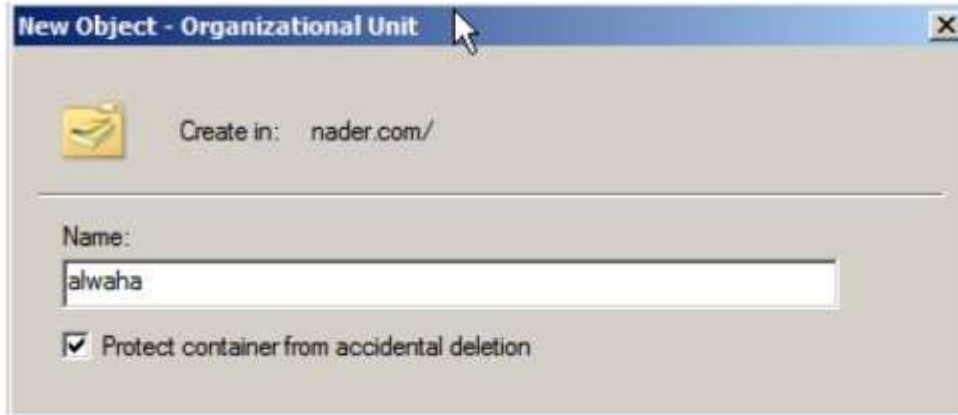 New Object - Organizational Unit
Create in: nader.com/
Name:
alwaha
Protect container from accidental deletion